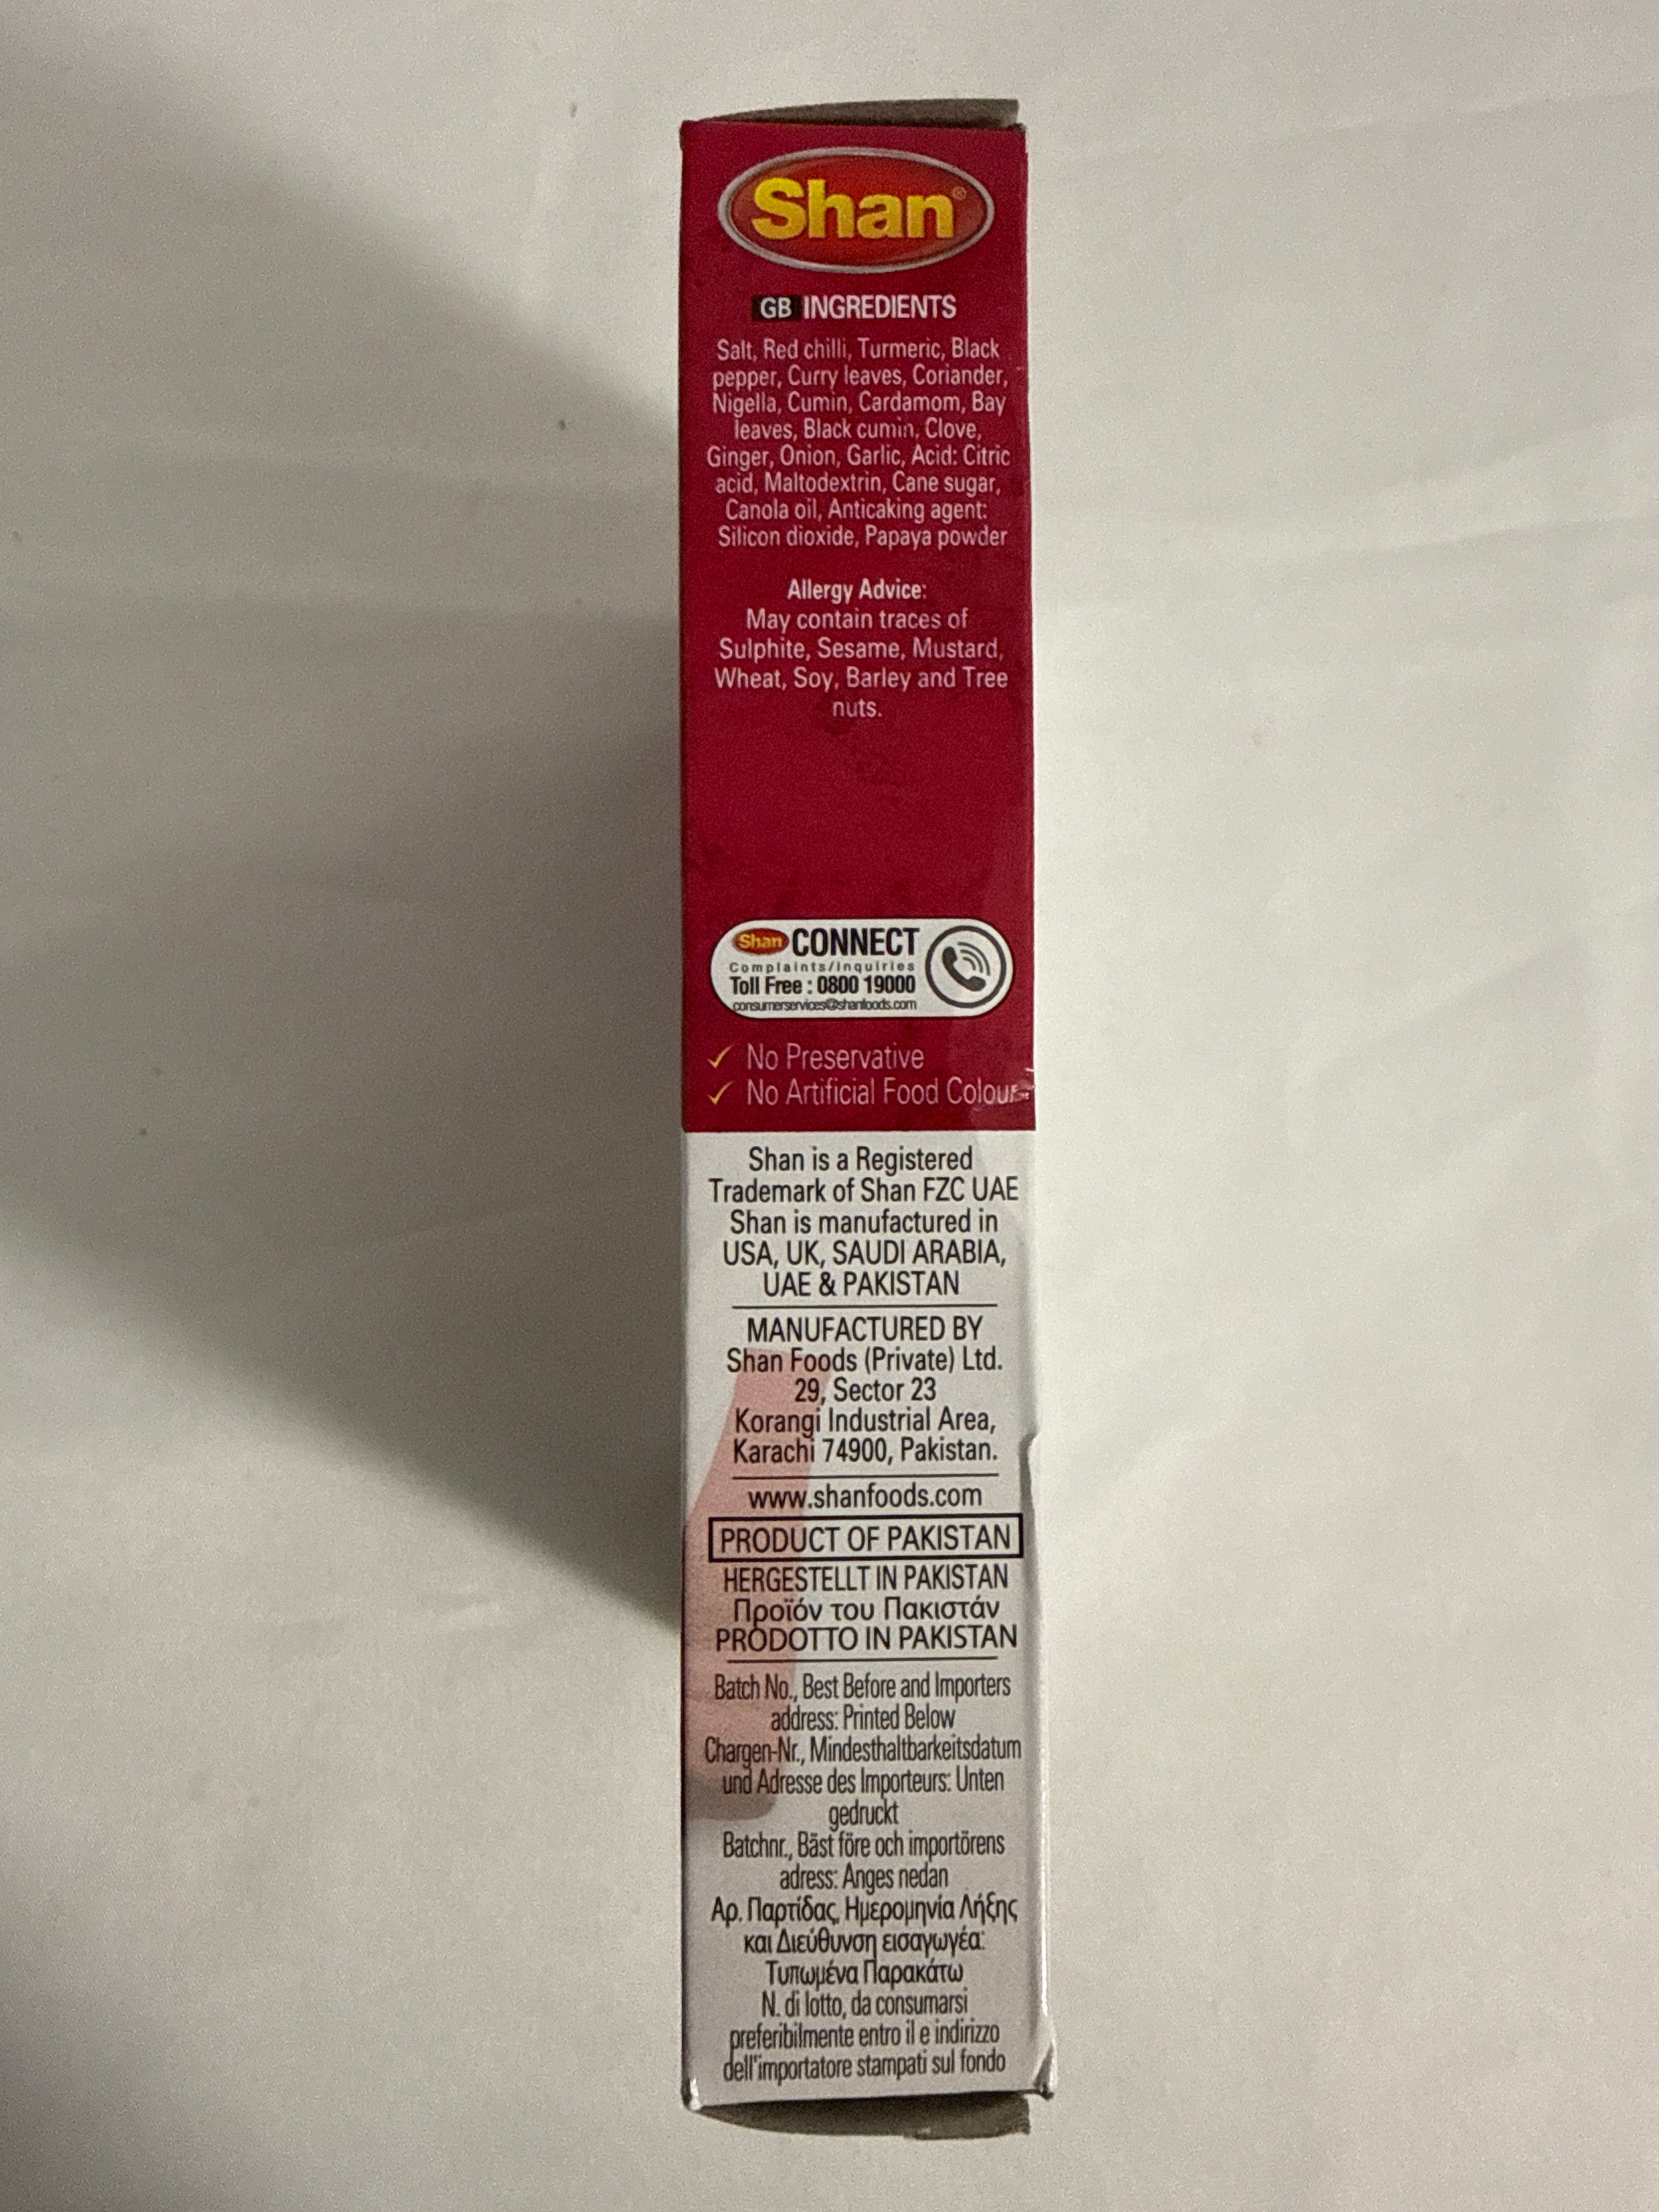 Shan®
GB INGREDIENTS
Salt, Red chilli, Turmeric, Black
pepper, Curry leaves, Coriander,
Nigella, Cumin, Cardamom, Bay
leaves, Black cumin, Clove,
Ginger, Onion, Garlic, Acid: Citric
acid, Maltodextrin, Cane sugar,
Canola oil, Anticaking agent:
Silicon dioxide, Papaya powder
Allergy Advice:
May contain traces of
Sulphite, Sesame, Mustard,
Wheat, Soy, Barley and Tree
nuts.
Shan CONNECT
Complaints/Inquiries
Toll Free : 0800 19000
consumerservices@shanfoods.com
✓ No Preservative
✓ No Artificial Food Colour
Shan is a Registered
Trademark of Shan FZC UAE
Shan is manufactured in
USA, UK, SAUDI ARABIA,
UAE & PAKISTAN
MANUFACTURED BY
Shan Foods (Private) Ltd.
29, Sector 23
Korangi Industrial Area,
Karachi 74900, Pakistan.
www.shanfoods.com
PRODUCT OF PAKISTAN
HERGESTELLT IN PAKISTAN
Προϊόν του Πακιστάν
PRODOTTO IN PAKISTAN
Batch No., Best Before and Importers
address: Printed Below
Chargen-Nr., Mindesthaltbarkeitsdatum
und Adresse des Importeurs: Unten
gedruckt
Batchnr., Bäst före och importörens
adress: Anges nedan
Αρ. Παρτίδας, Ημερομηνία Λήξης
και Διεύθυνση εισαγωγέα:
Τυπωμένα Παρακάτω
N. di lotto, da consumarsi
preferibilmente entro il e indirizzo
dell'importatore stampati sul fondo